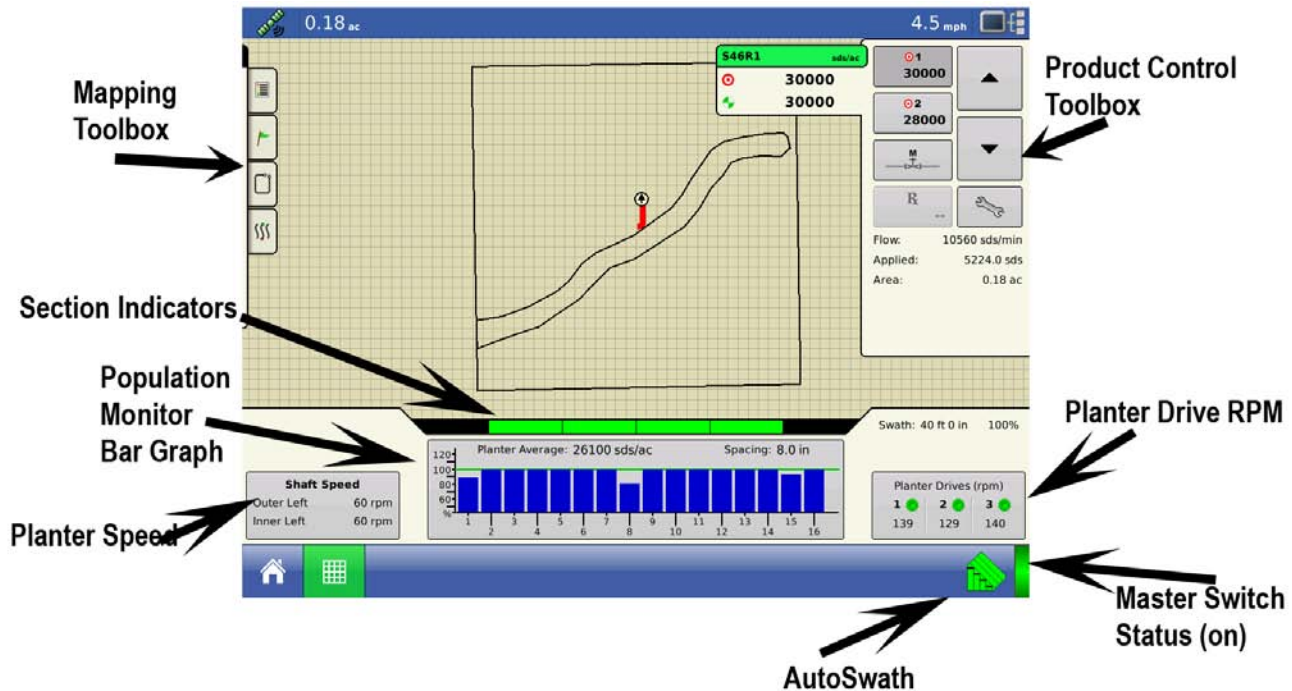 0.18 ac
4.5 mph
Mapping
Toolbox
S46R1 sds/ac
30000
30000
1
30000
2
28000
M
Rx
--
Product Control
Toolbox
Flow: 10560 sds/min
Applied: 5224.0 sds
Area: 0.18 ac
Section Indicators
Population
Monitor
Bar Graph
Swath: 40 ft 0 in 100%
Planter Drive RPM
Planter Average: 26100 sds/ac Spacing: 8.0 in
120
100
80
60
%
1 2 3 4 5 6 7 8 9 10 11 12 13 14 15 16
Shaft Speed
Outer Left 60 rpm
Inner Left 60 rpm
Planter Speed
Planter Drives (rpm)
1 2 3
139 129 140
Master Switch
Status (on)
AutoSwath